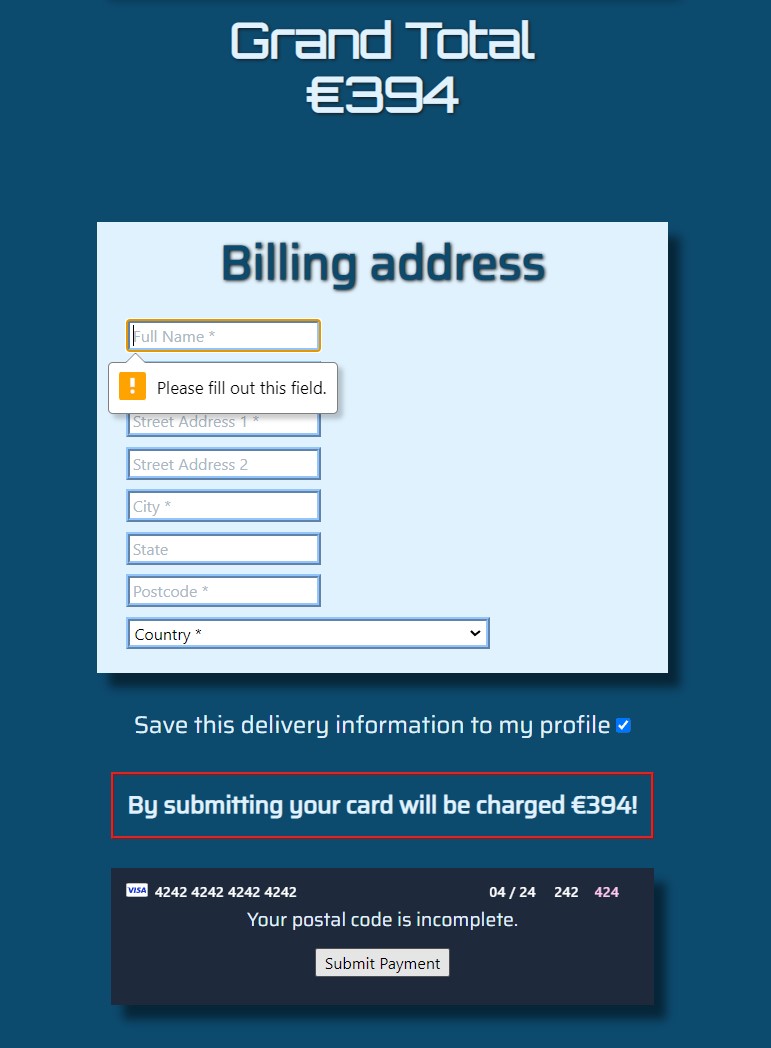 Grand Total
€394
Billing address
Full Name *
Please fill out this field.
Street Address 1 *
Street Address 2
City *
State
Postcode *
Country *
Save this delivery information to my profile
By submitting your card will be charged €394!
VISA 4242 4242 4242 4242 04 / 24 242 424
Your postal code is incomplete.
Submit Payment